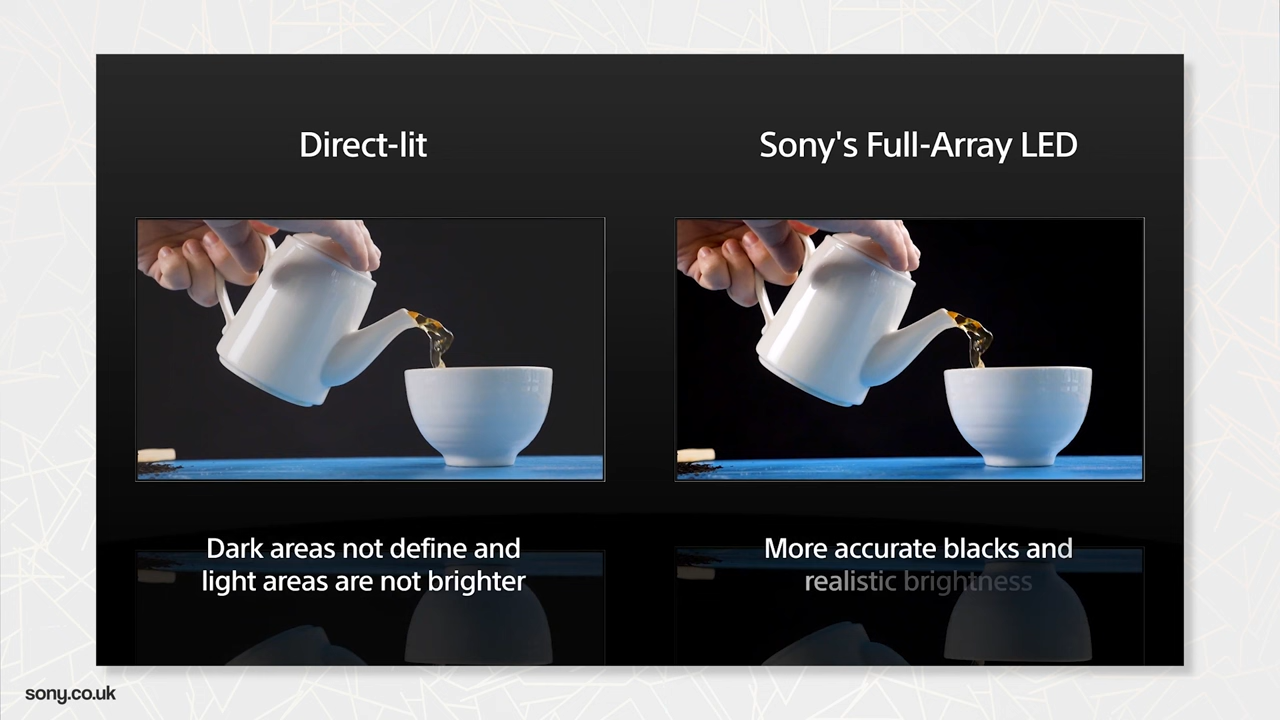 Direct-lit
Sony's Full-Array LED
Dark areas not define and
light areas are not brighter
More accurate blacks and
realistic brightness
sony.co.uk